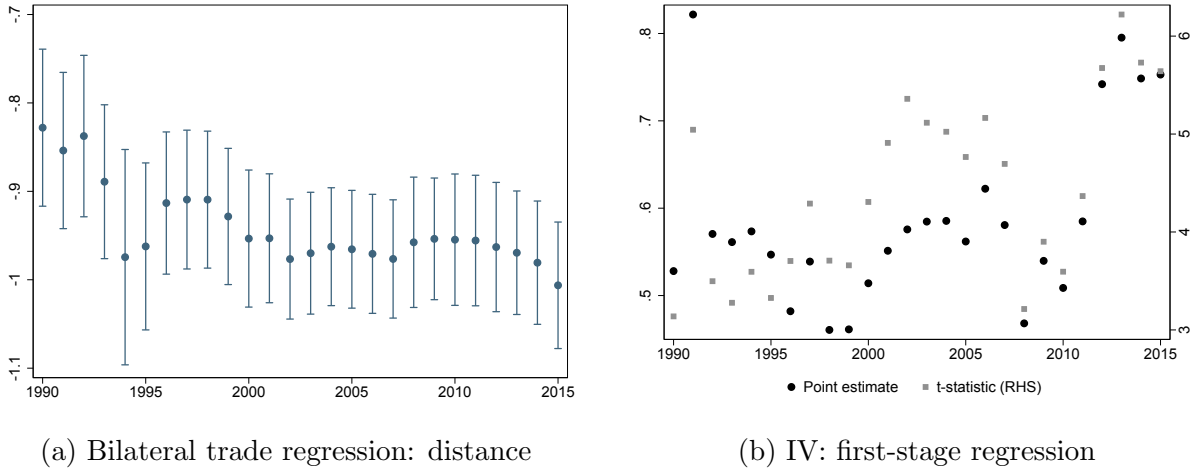 -.7
-.8
-.9
-1
-1.1
1990 1995 2000 2005 2010 2015
(a) Bilateral trade regression: distance
.8
.7
.6
.5
6
5
4
3
1990 1995 2000 2005 2010 2015
Point estimate t-statistic (RHS)
(b) IV: first-stage regression